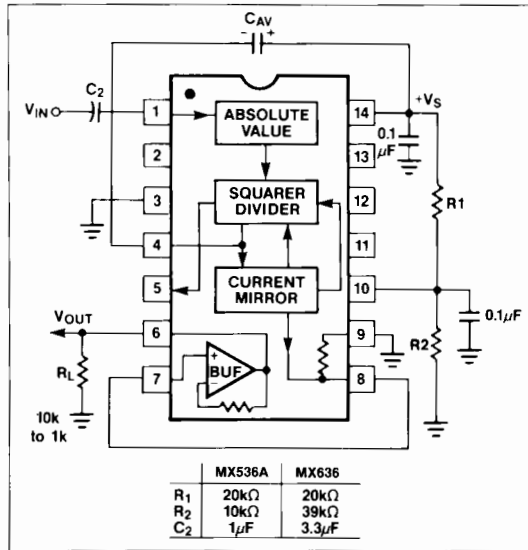 CAV
- +
C2
VIN
+VS
0.1
µF
1
2
3
4
5
6
7
14
13
12
11
10
9
8
ABSOLUTE
VALUE
SQUARER
DIVIDER
CURRENT
MIRROR
+
BUF
-
R1
R2
0.1µF
VOUT
RL
10k
to 1k
MX536A MX636
R1 20kΩ 20kΩ
R2 10kΩ 39kΩ
C2 1µF 3.3µF